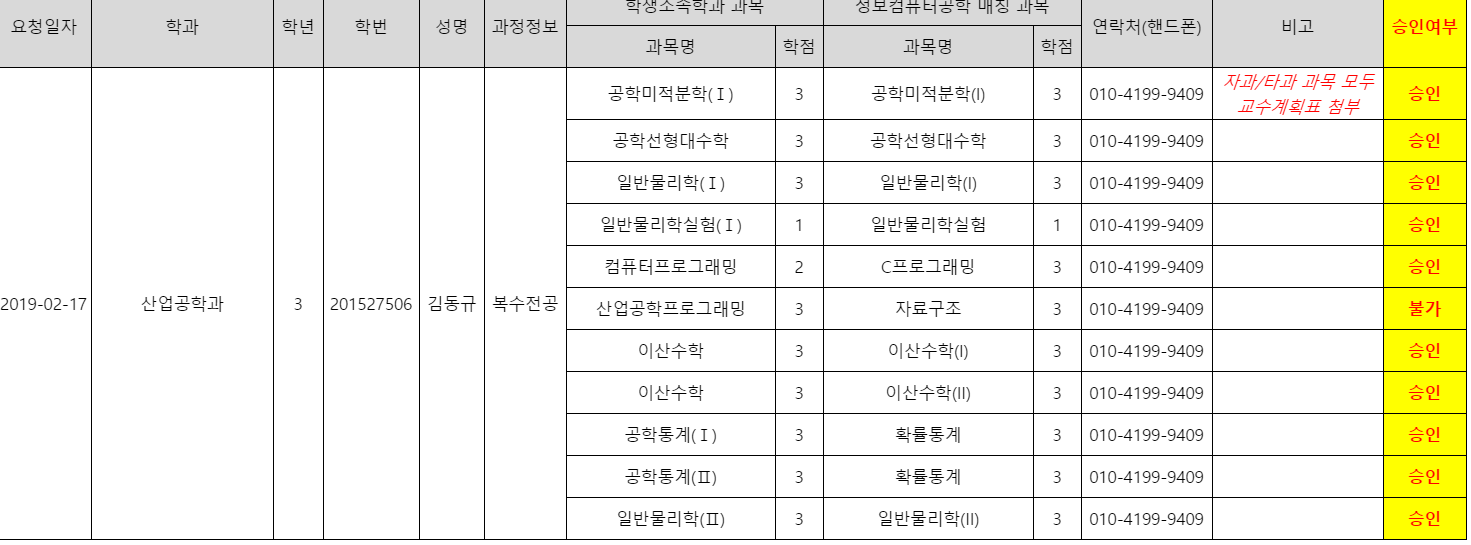 요청일자 학과 학년 학번 성명 과정정보 학생소속학과 과목 정보컴퓨터공학 매칭 과목 연락처(핸드폰) 비고 승인여부
과목명 학점 과목명 학점
공학미적분학(Ⅰ) 3 공학미적분학(I) 3 010-4199-9409 자과/타과 과목 모두
교수계획표 첨부 승인
공학선형대수학 3 공학선형대수학 3 010-4199-9409 승인
일반물리학(Ⅰ) 3 일반물리학(I) 3 010-4199-9409 승인
일반물리학실험(Ⅰ) 1 일반물리학실험 1 010-4199-9409 승인
컴퓨터프로그래밍 2 C프로그래밍 3 010-4199-9409 승인
2019-02-17 산업공학과 3 201527506 김동규 복수전공 산업공학프로그래밍 3 자료구조 3 010-4199-9409 불가
이산수학 3 이산수학(I) 3 010-4199-9409 승인
이산수학 3 이산수학(II) 3 010-4199-9409 승인
공학통계(Ⅰ) 3 확률통계 3 010-4199-9409 승인
공학통계(Ⅱ) 3 확률통계 3 010-4199-9409 승인
일반물리학(Ⅱ) 3 일반물리학(II) 3 010-4199-9409 승인